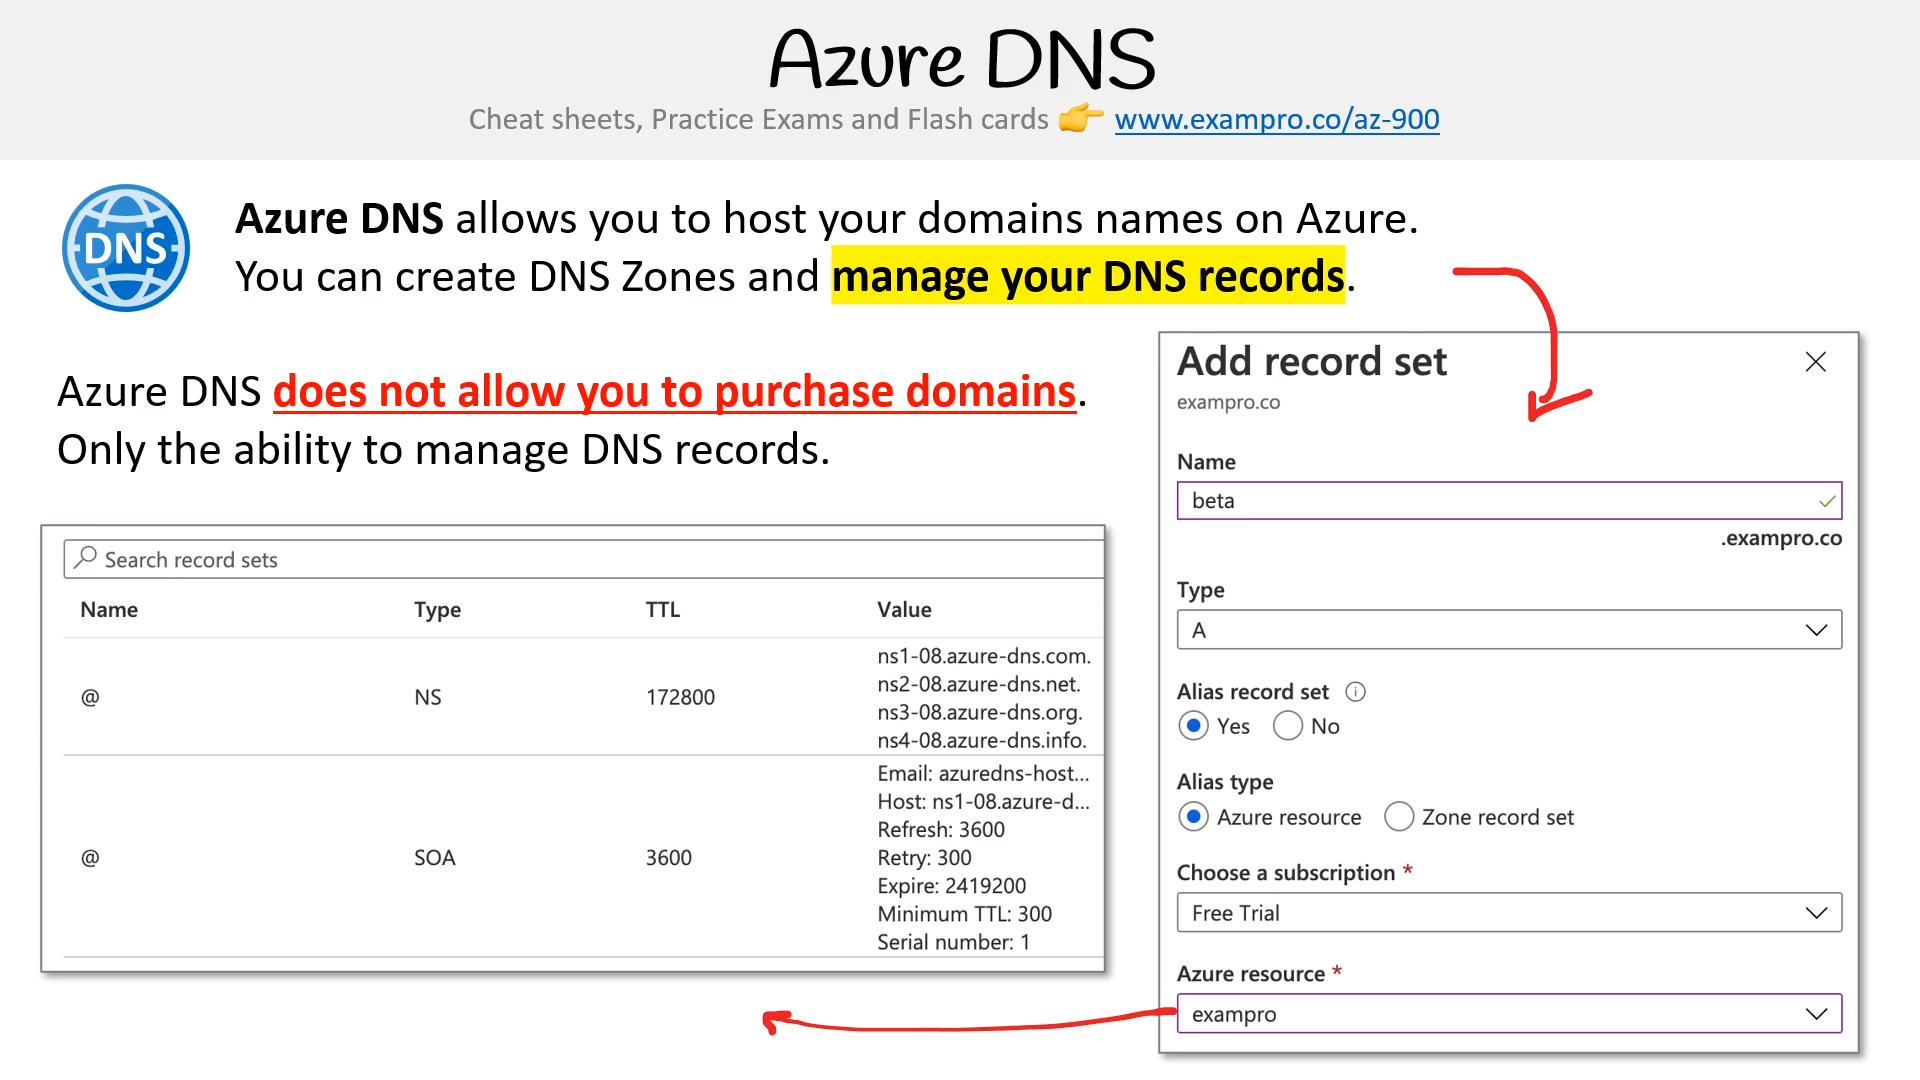 Azure DNS
Cheat sheets, Practice Exams and Flash cards 👉 www.exampro.co/az-900
DNS
Azure DNS allows you to host your domains names on Azure.
You can create DNS Zones and manage your DNS records.
Azure DNS does not allow you to purchase domains.
Only the ability to manage DNS records.
Search record sets
Name Type TTL Value
@ NS 172800
ns1-08.azure-dns.com.
ns2-08.azure-dns.net.
ns3-08.azure-dns.org.
ns4-08.azure-dns.info.
@ SOA 3600
Email: azuredns-host...
Host: ns1-08.azure-d...
Refresh: 3600
Retry: 300
Expire: 2419200
Minimum TTL: 300
Serial number: 1
Add record set
exampro.co
Name
beta
.exampro.co
Type
A
Alias record set
Yes No
Alias type
Azure resource Zone record set
Choose a subscription *
Free Trial
Azure resource *
exampro